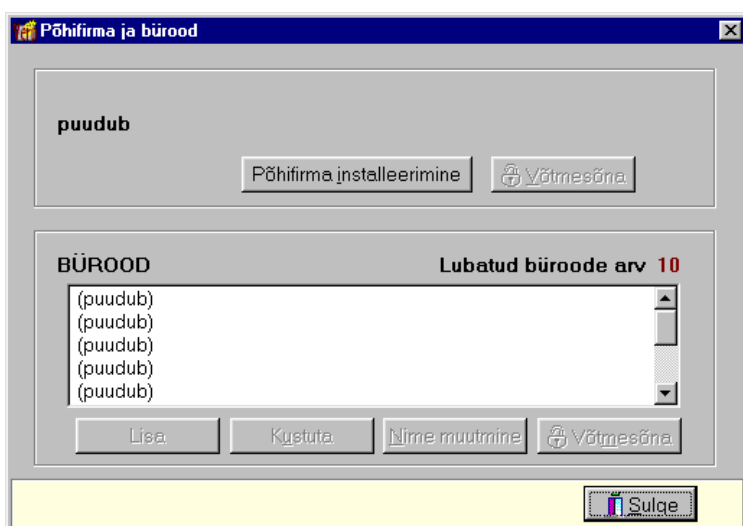 Põhifirma ja bürood
puudub
Põhifirma installeerimine
Võtmesõna
BÜROOD
Lubatud büroode arv 10
(puudub)
(puudub)
(puudub)
(puudub)
(puudub)
Lisa
Kustuta
Nime muutmine
Võtmesõna
Sulge